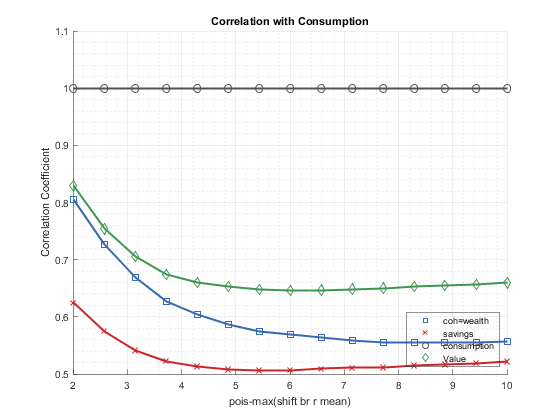 Correlation with Consumption
1.1
1
0.9
0.8
0.7
0.6
0.5
Correlation Coefficient
coh=wealth
savings
consumption
Value
2 3 4 5 6 7 8 9 10
pois-max(shift br r mean)